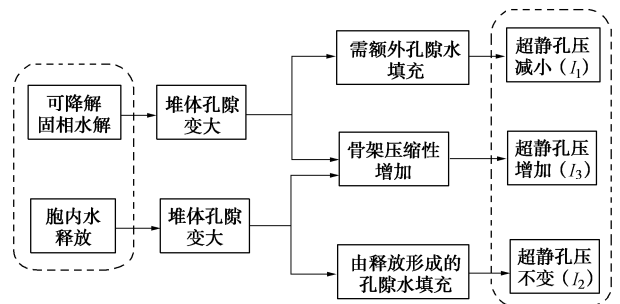 可降解
固相水解
堆体孔隙
变大
需额外孔隙水
填充
超静孔压
减小（I₁）
骨架压缩性
增加
超静孔压
增加（I₃）
胞内水
释放
堆体孔隙
变大
由释放形成的
孔隙水填充
超静孔压
不变（I₂）